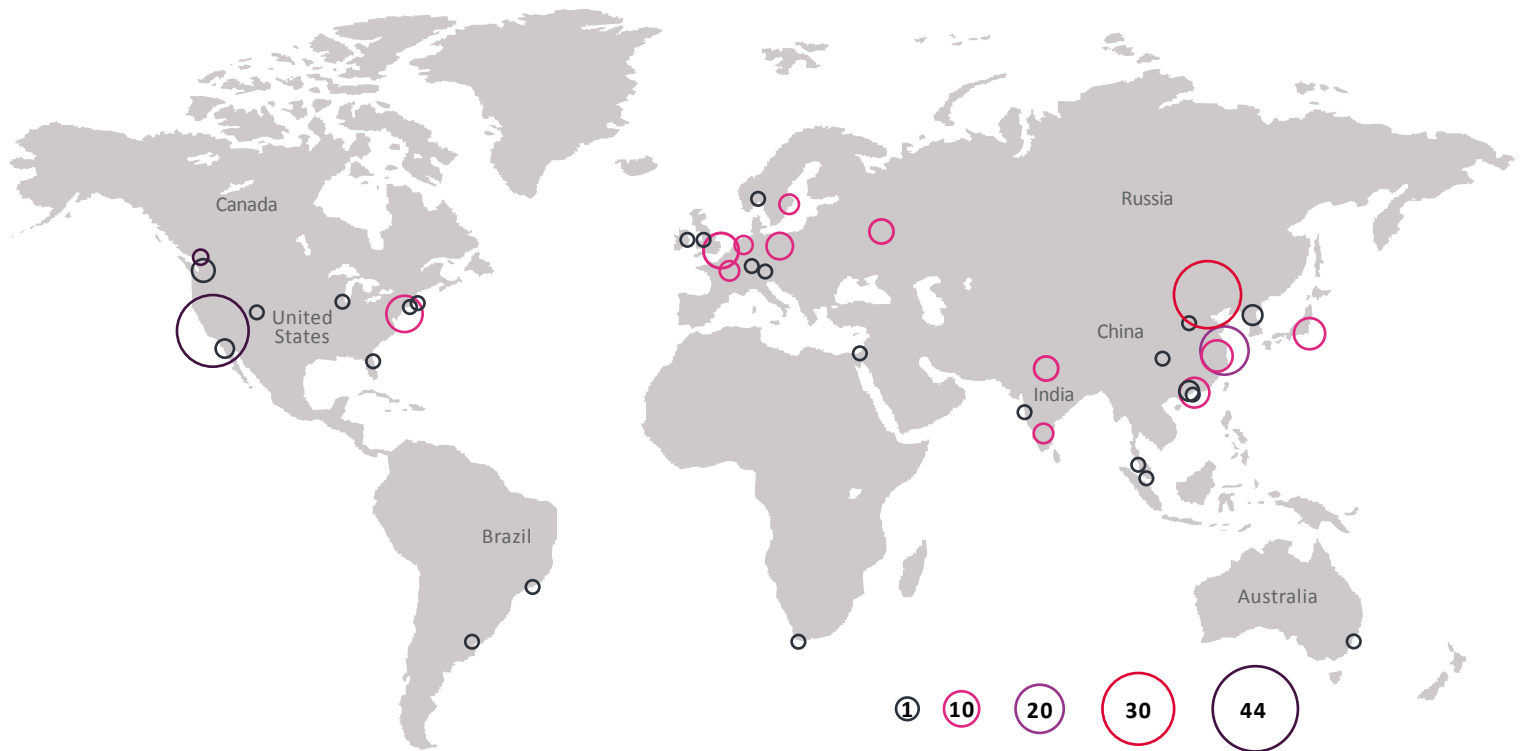 Canada
Russia
United
States
China
India
Brazil
Australia
1
10
20
30
44